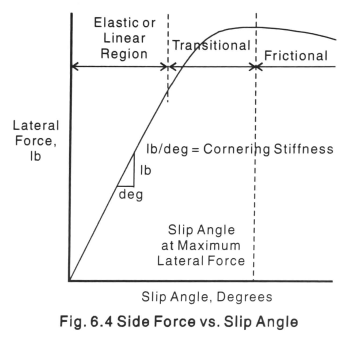 Elastic or
Linear
Region
Transitional
Frictional
Lateral
Force,
lb
lb/deg = Cornering Stiffness
lb
deg
Slip Angle
at Maximum
Lateral Force
Slip Angle, Degrees
Fig. 6.4 Side Force vs. Slip Angle